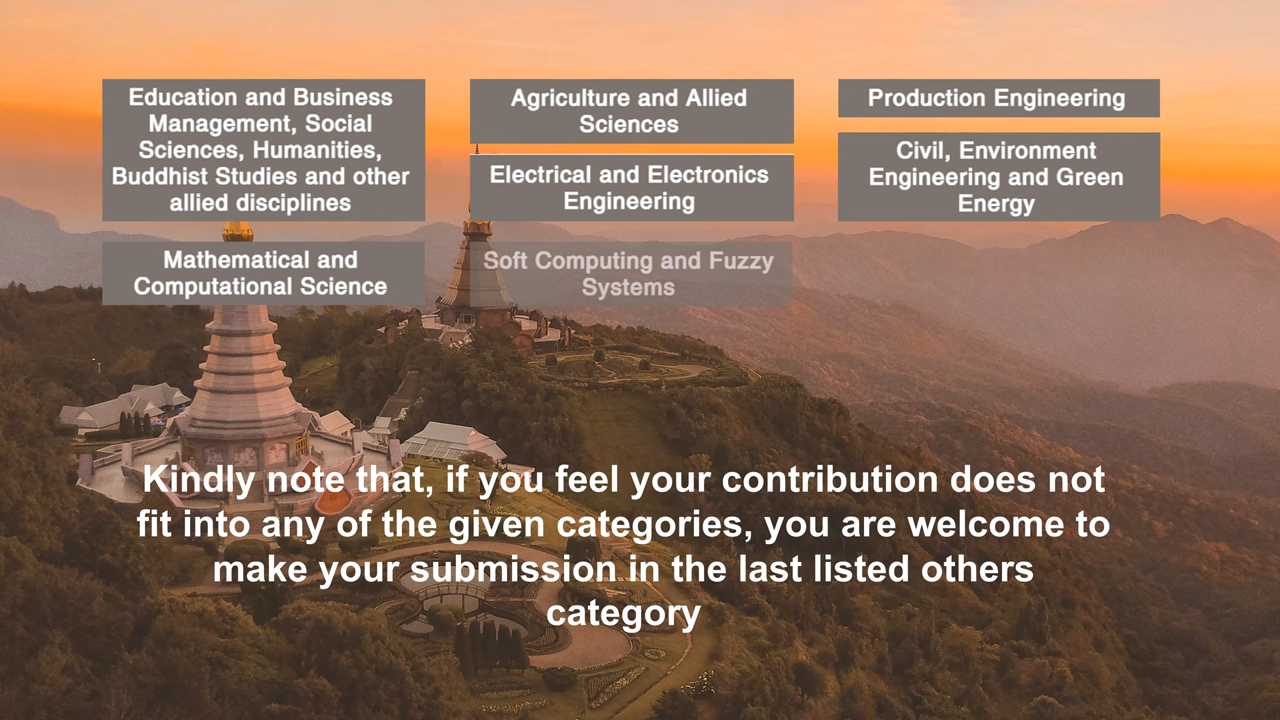 Education and Business
Management, Social
Sciences, Humanities,
Buddhist Studies and other
allied disciplines
Agriculture and Allied
Sciences
Production Engineering
Electrical and Electronics
Engineering
Civil, Environment
Engineering and Green
Energy
Mathematical and
Computational Science
Soft Computing and Fuzzy
Systems
Kindly note that, if you feel your contribution does not
fit into any of the given categories, you are welcome to
make your submission in the last listed others
category